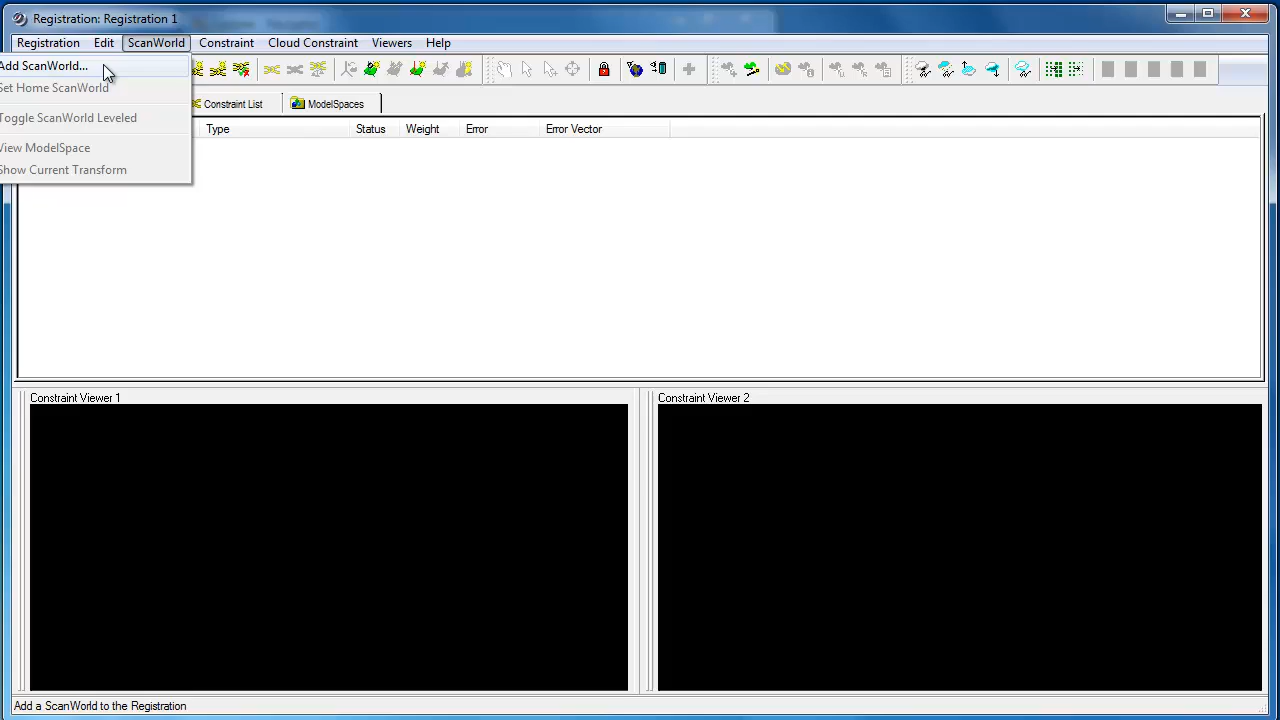 Registration: Registration 1
Registration Edit ScanWorld Constraint Cloud Constraint Viewers Help
Add ScanWorld...
Set Home ScanWorld
Toggle ScanWorld Leveled
View ModelSpace
Show Current Transform
Constraint List ModelSpaces
Type Status Weight Error Error Vector
Constraint Viewer 1
Constraint Viewer 2
Add a ScanWorld to the Registration